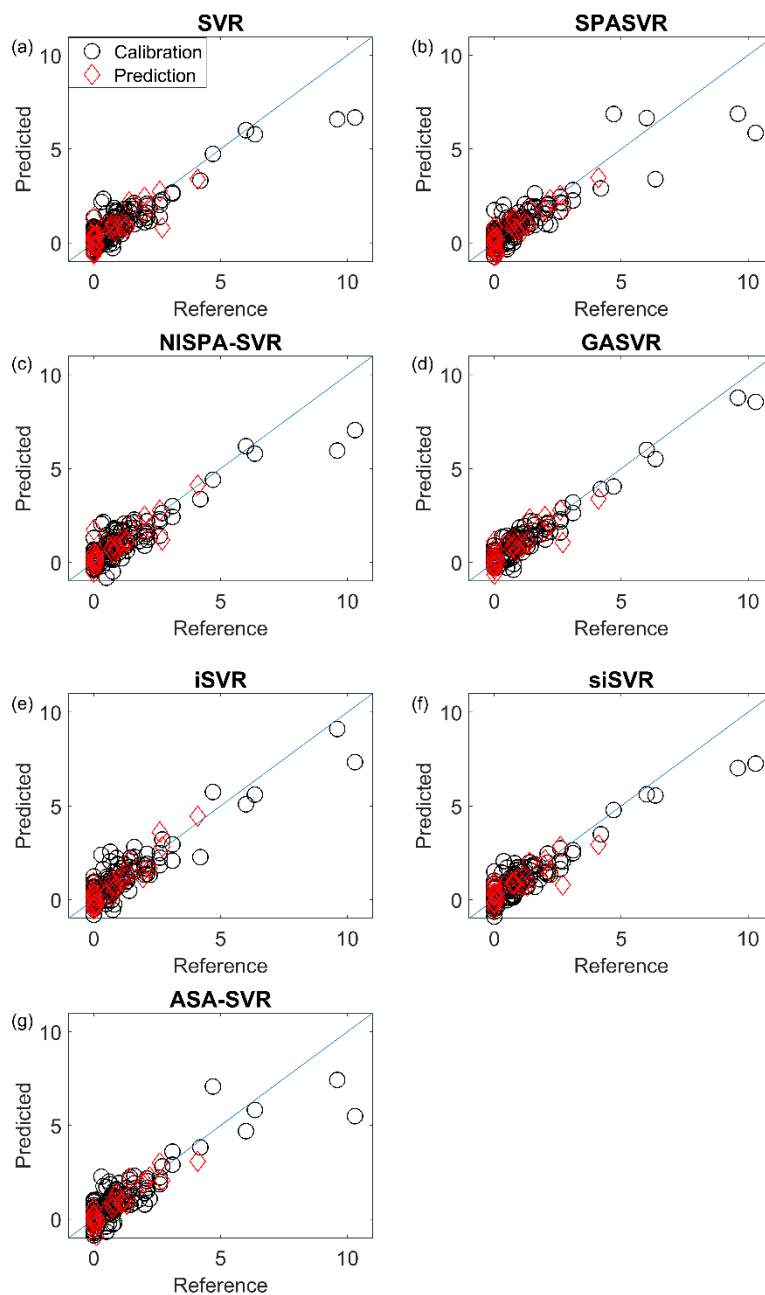 SVR
(a)
10
Calibration
Prediction
5
0
Predicted
0
5
10
Reference
SPASVR
(b)
10
5
0
Predicted
0
5
10
Reference
NISPA-SVR
(c)
10
5
0
Predicted
0
5
10
Reference
GASVR
(d)
10
5
0
Predicted
0
5
10
Reference
iSVR
(e)
10
5
0
Predicted
0
5
10
Reference
siSVR
(f)
10
5
0
Predicted
0
5
10
Reference
ASA-SVR
(g)
10
5
0
Predicted
0
5
10
Reference